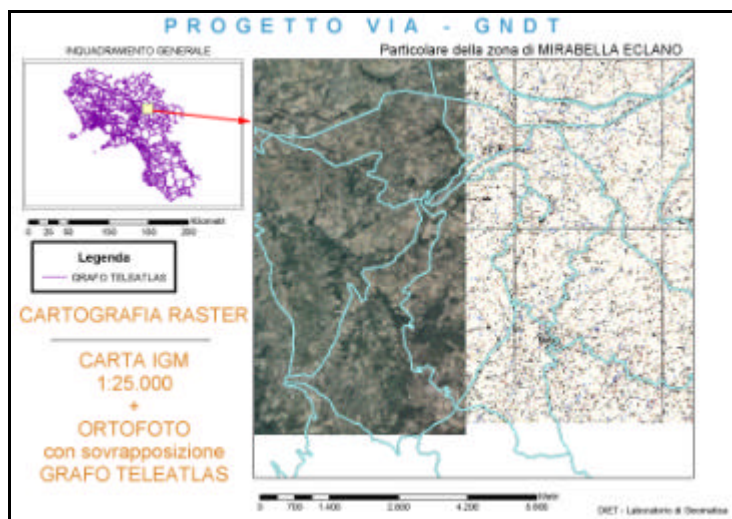 PROGETTO VIA - GNDT
INQUADRAMENTO GENERALE
Particolare della zona di MIRABELLA ECLANO
0 25 50 100 150 200
Legenda
GRAFO TELEATLAS
CARTOGRAFIA RASTER
CARTA IGM
1:25.000
+
ORTOFOTO
con sovrapposizione
GRAFO TELEATLAS
0 700 1.400 2.800 4.200 5.600
- Laboratorio di Geomatica